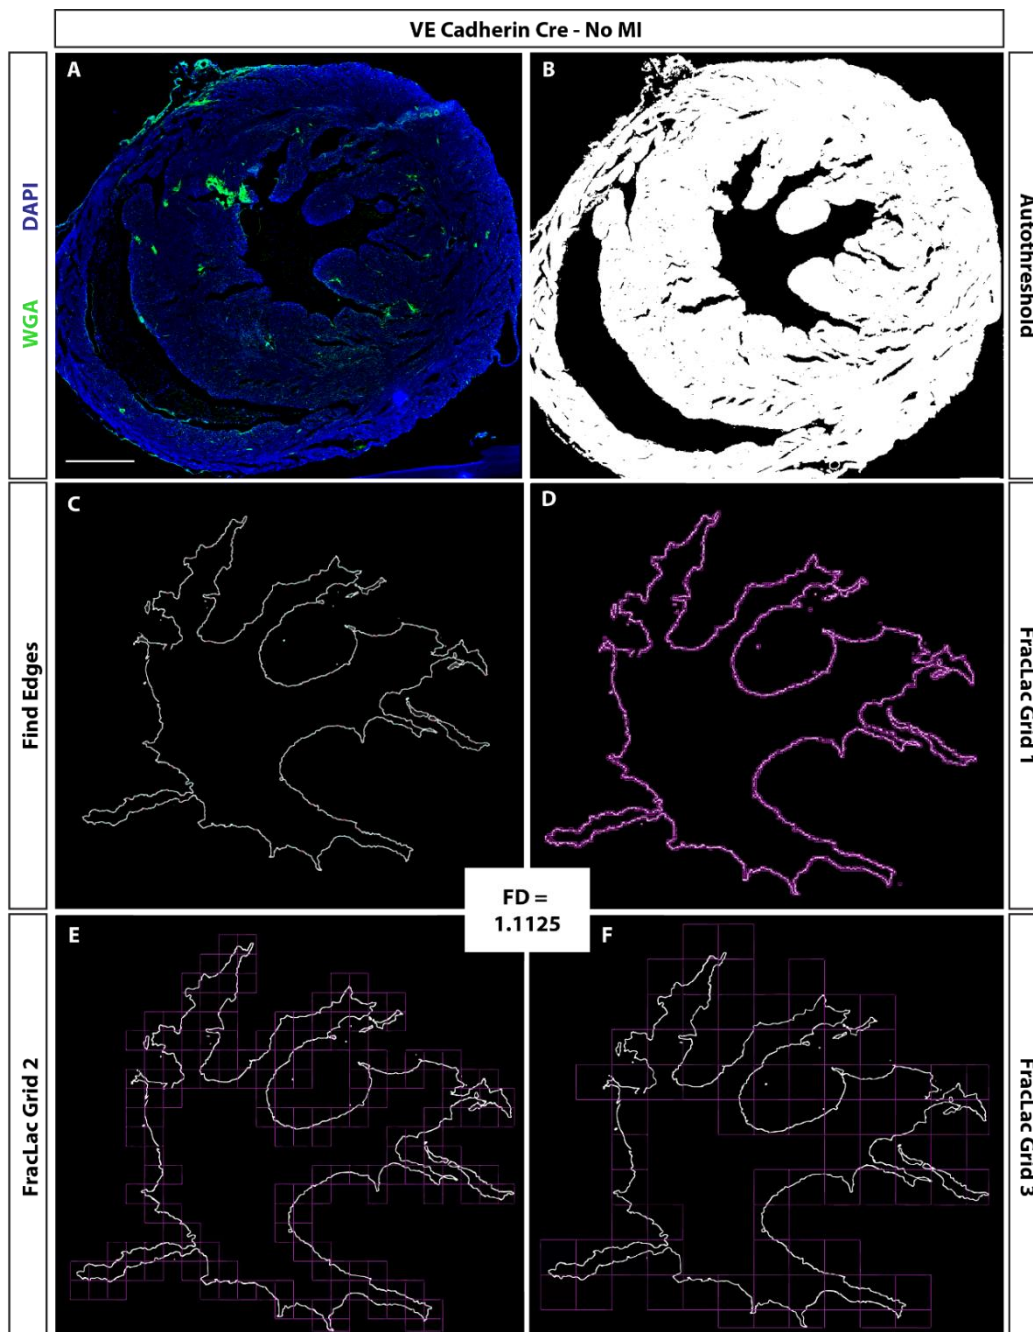 VE Cadherin Cre - No MI
WGA DAPI
A
B
Autothreshold
Find Edges
C
D
FracLac Grid 1
FD =
1.1125
FracLac Grid 2
E
F
FracLac Grid 3